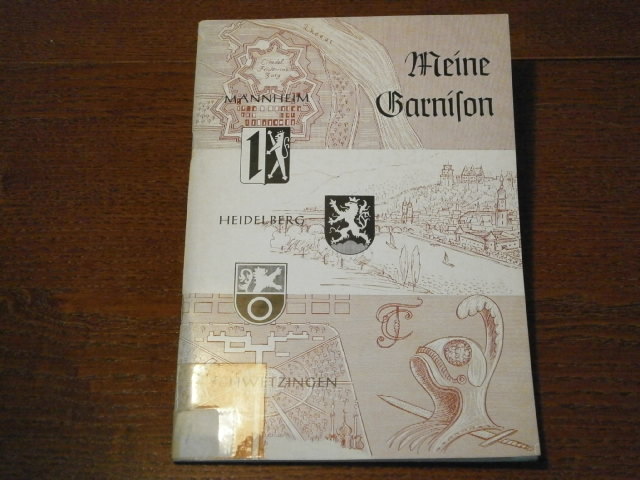 Meine
Garniſon
MANNHEIM
HEIDELBERG
SCHWETZINGEN